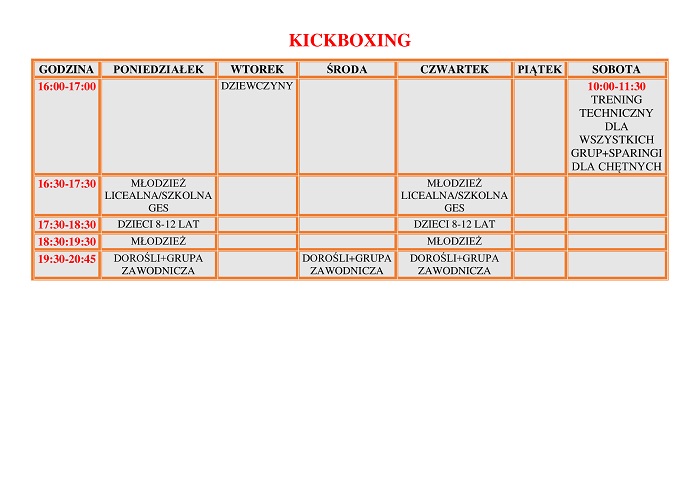 KICKBOXING
GODZINA PONIEDZIAŁEK WTOREK ŚRODA CZWARTEK PIĄTEK SOBOTA
16:00-17:00 DZIEWCZYNY 10:00-11:30
TRENING
TECHNICZNY
DLA
WSZYSTKICH
GRUP+SPARINGI
DLA CHĘTNYCH
16:30-17:30 MŁODZIEŻ MŁODZIEŻ
LICEALNA/SZKOLNA LICEALNA/SZKOLNA
GES GES
17:30-18:30 DZIECI 8-12 LAT DZIECI 8-12 LAT
18:30:19:30 MŁODZIEŻ MŁODZIEŻ
19:30-20:45 DOROŚLI+GRUPA DOROŚLI+GRUPA DOROŚLI+GRUPA
ZAWODNICZA ZAWODNICZA ZAWODNICZA